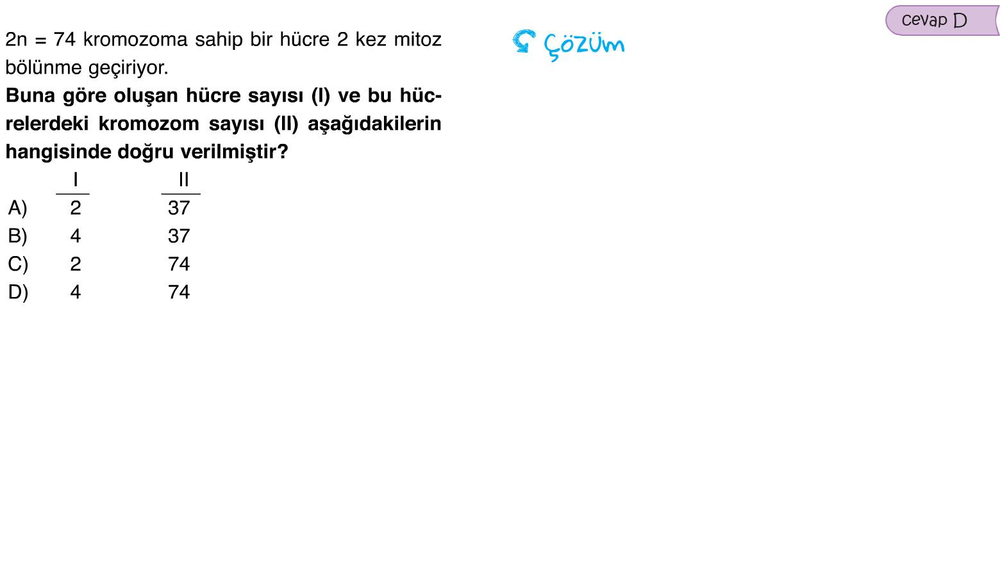 2n = 74 kromozoma sahip bir hücre 2 kez mitoz
bölünme geçiriyor.
Buna göre oluşan hücre sayısı (I) ve bu hüc-
relerdeki kromozom sayısı (II) aşağıdakilerin
hangisinde doğru verilmiştir?
I II
A) 2 37
B) 4 37
C) 2 74
D) 4 74
Çözüm
cevap D